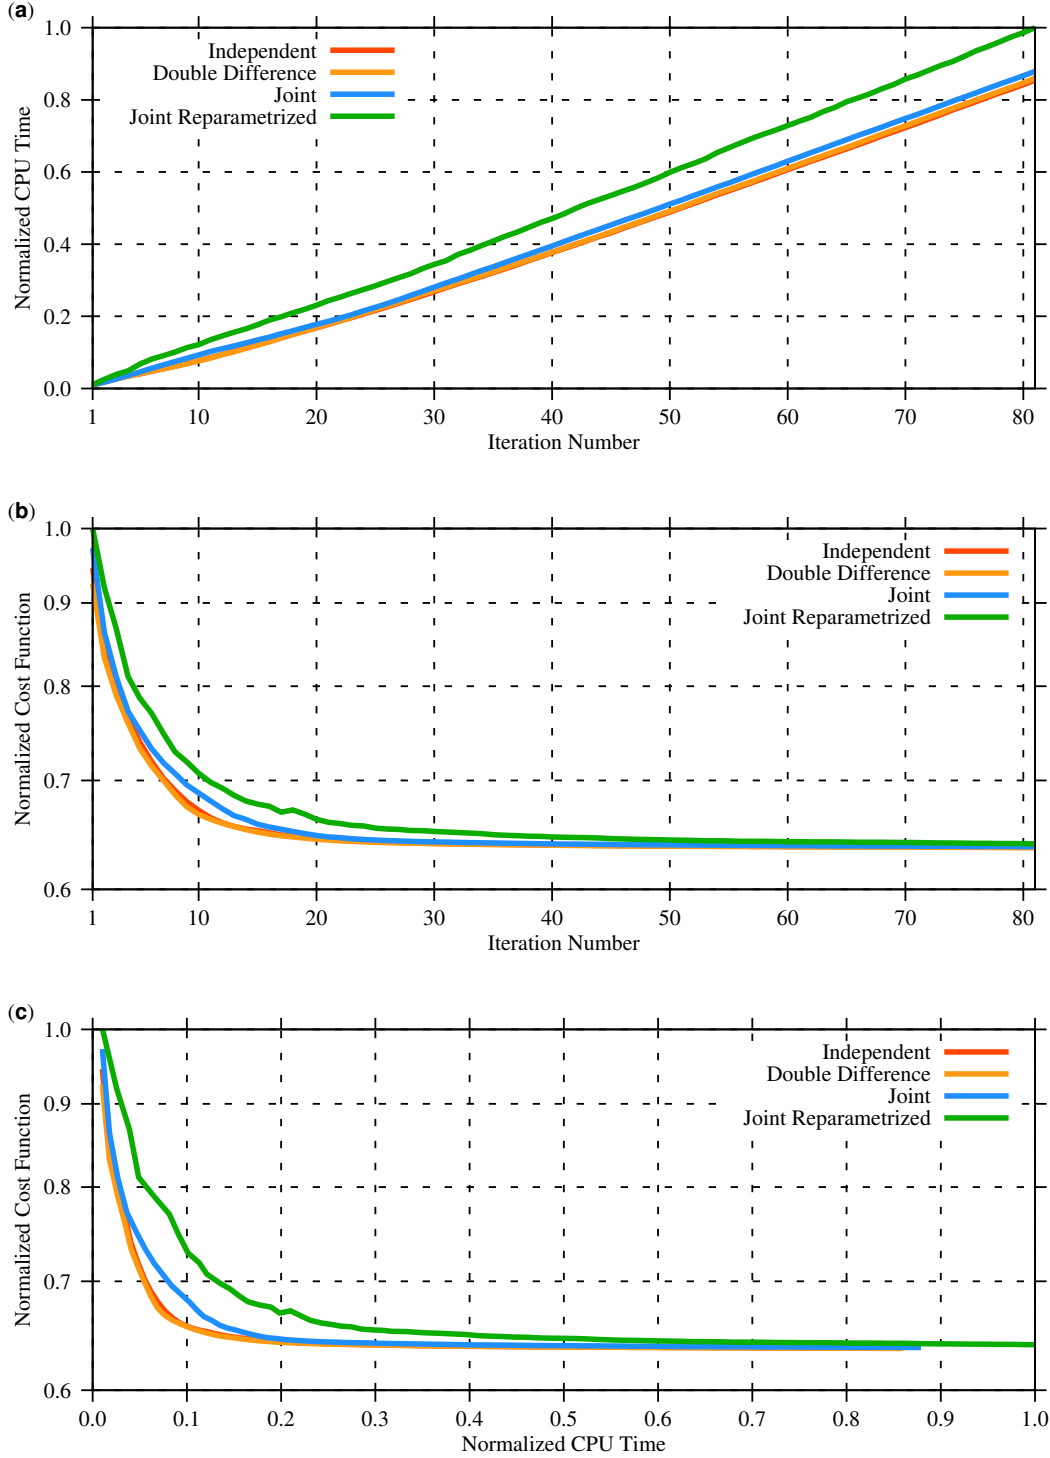 (a)
1.0
0.8
0.6
0.4
0.2
0.0
Normalized CPU Time
Independent
Double Difference
Joint
Joint Reparametrized
1 10 20 30 40 50 60 70 80
Iteration Number
(b)
1.0
0.9
0.8
0.7
0.6
Normalized Cost Function
Independent
Double Difference
Joint
Joint Reparametrized
1 10 20 30 40 50 60 70 80
Iteration Number
(c)
1.0
0.9
0.8
0.7
0.6
Normalized Cost Function
Independent
Double Difference
Joint
Joint Reparametrized
0.0 0.1 0.2 0.3 0.4 0.5 0.6 0.7 0.8 0.9 1.0
Normalized CPU Time